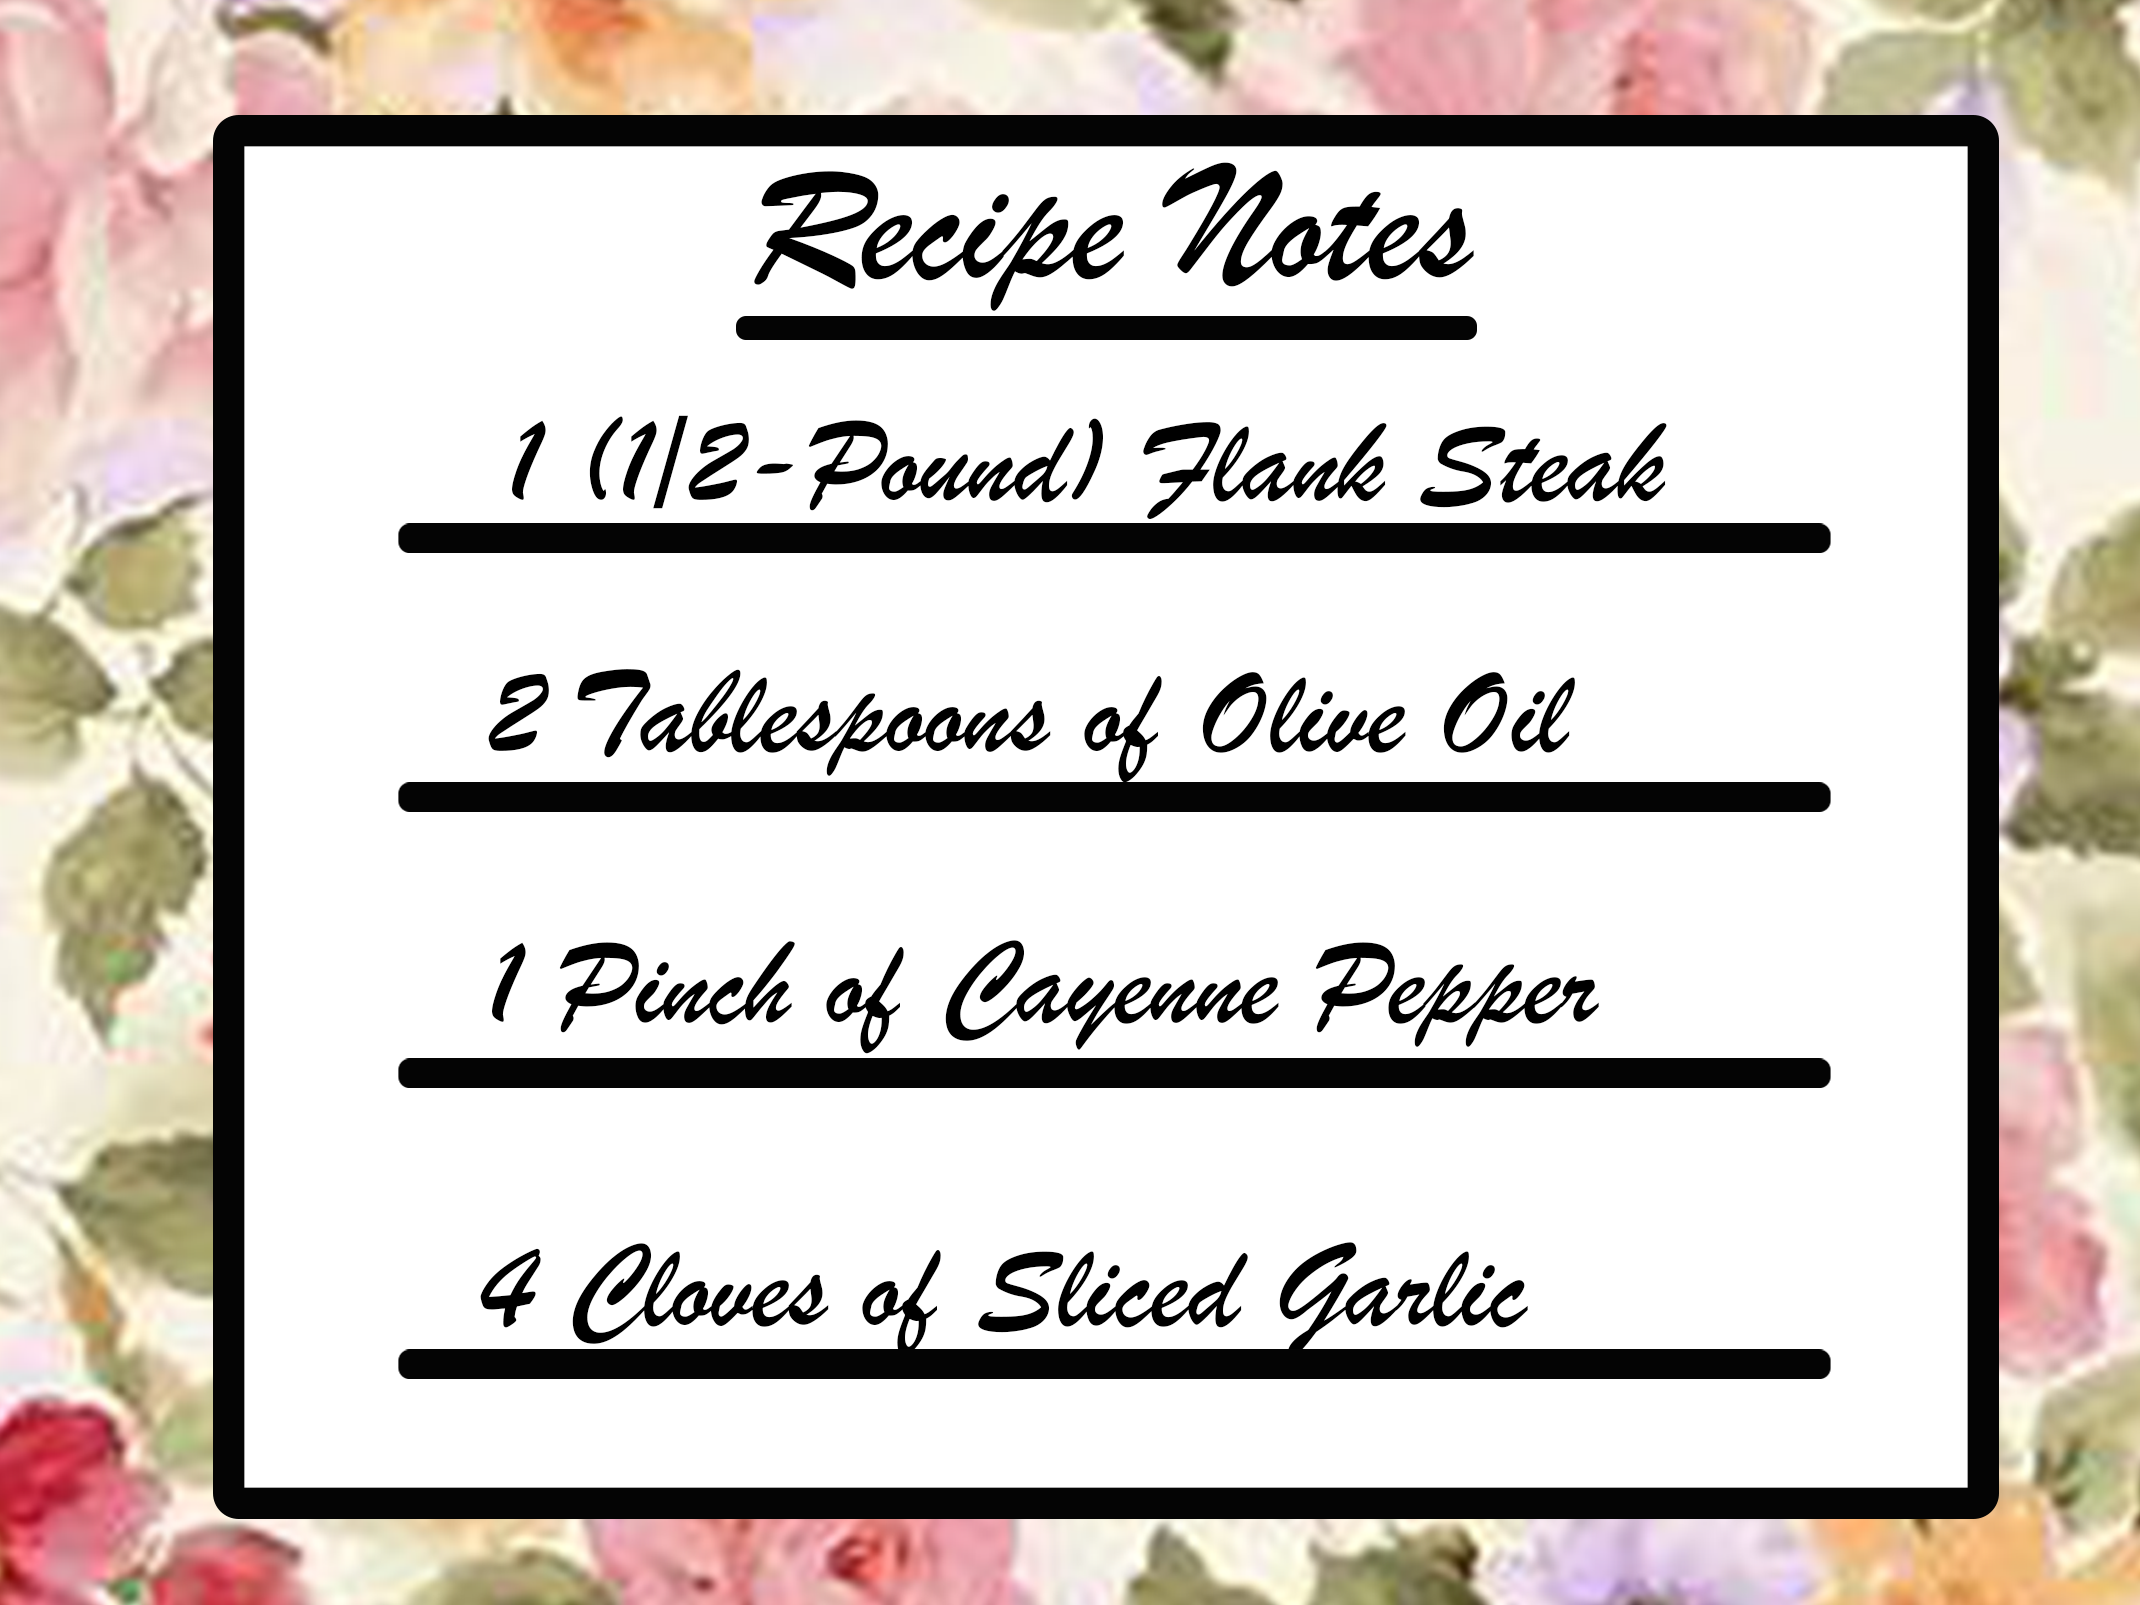 Recipe Notes
1 (1/2-Pound) Flank Steak
2 Tablespoons of Olive Oil
1 Pinch of Cayenne Pepper
4 Cloves of Sliced Garlic